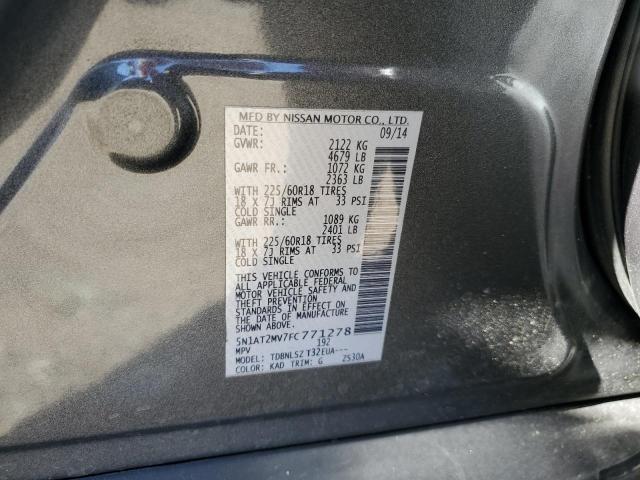 MFD BY NISSAN MOTOR CO., LTD.
DATE: 09/14
GVWR: 2122 KG
4679 LB
GAWR FR.: 1072 KG
2363 LB
WITH 225/60R18 TIRES
18 X 7J RIMS AT 33 PSI
COLD SINGLE
GAWR RR.: 1089 KG
2401 LB
WITH 225/60R18 TIRES
18 X 7J RIMS AT 33 PSI
COLD SINGLE
THIS VEHICLE CONFORMS TO
ALL APPLICABLE FEDERAL
MOTOR VEHICLE SAFETY AND
THEFT PREVENTION
STANDARDS IN EFFECT ON
THE DATE OF MANUFACTURE
SHOWN ABOVE.
5N1AT2MV7FC771278
MPV 192
MODEL: TDBNLSZ T32EUA---
COLOR: KAD TRIM: G 2530A